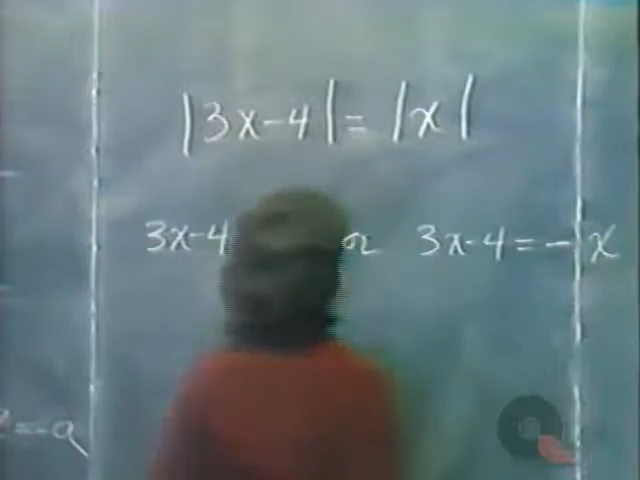 |3x-4| = |x|
3x-4 or 3x-4 = -x
= -a